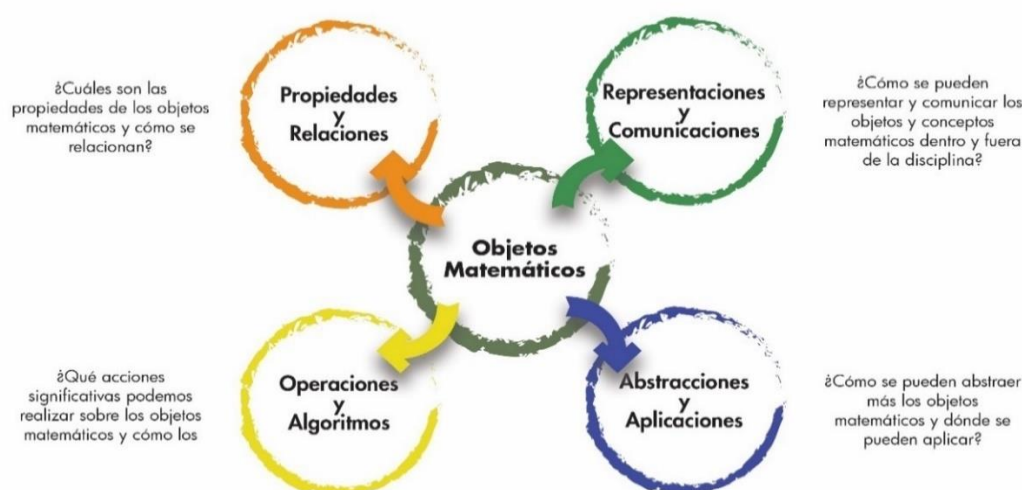 ¿Cuáles son las
propiedades de los objetos
matemáticos y cómo se
relacionan?
Propiedades
y
Relaciones
Representaciones
y
Comunicaciones
¿Cómo se pueden
representar y comunicar los
objetos y conceptos
matemáticos dentro y fuera
de la disciplina?
Objetos
Matemáticos
¿Qué acciones
significativas podemos
realizar sobre los objetos
matemáticos y cómo los
Operaciones
y
Algoritmos
Abstracciones
y
Aplicaciones
¿Cómo se pueden abstraer
más los objetos
matemáticos y dónde se
pueden aplicar?